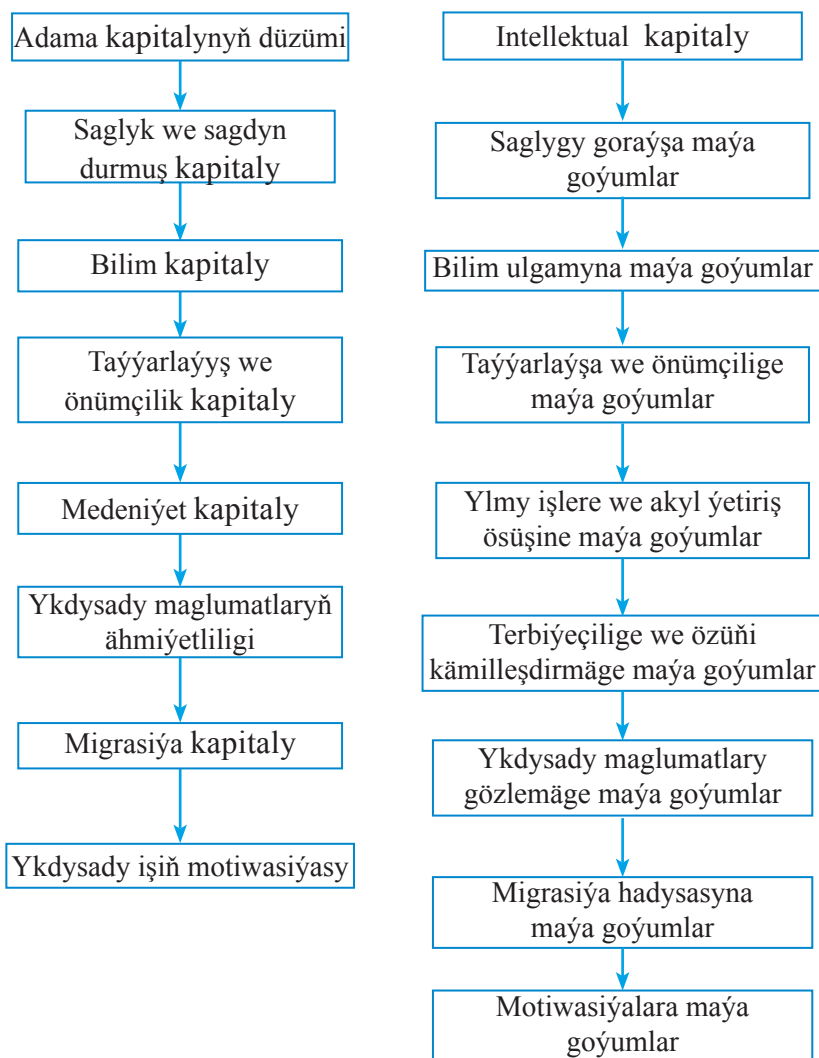 Adama kapitalynyň düzümi
Saglyk we sagdyn
durmuş kapitaly
Bilim kapitaly
Taýýarlaýyş we
önümçilik kapitaly
Medeniýet kapitaly
Ykdysady maglumatlaryň
ähmiýetliligi
Migrasiýa kapitaly
Ykdysady işiň motiwasiýasy
Intellektual kapitaly
Saglygy goraýşa maýa
goýumlar
Bilim ulgamyna maýa goýumlar
Taýýarlaýşa we önümçilige
maýa goýumlar
Ylmy işlere we akyl ýetiriş
ösüşine maýa goýumlar
Terbiýeçilige we özüňi
kämilleşdirmäge maýa goýumlar
Ykdysady maglumatlary
gözlemäge maýa goýumlar
Migrasiýa hadysasyna
maýa goýumlar
Motiwasiýalara maýa
goýumlar